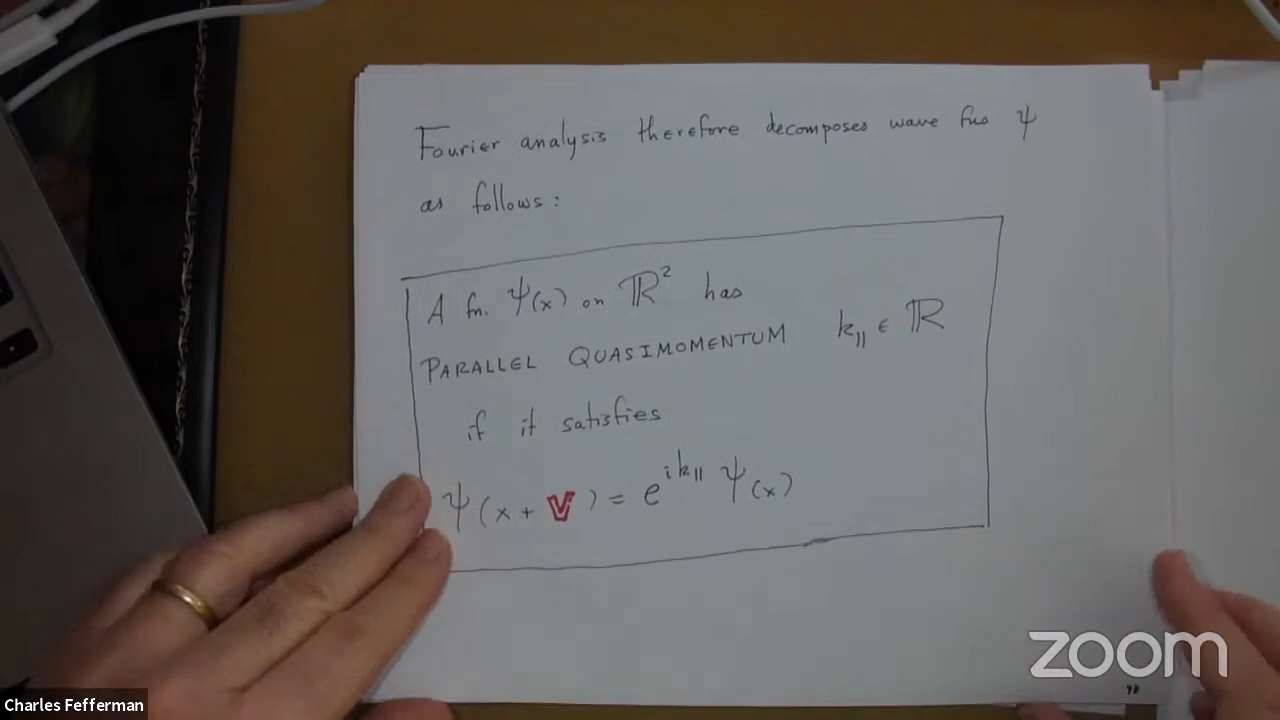 Fourier analysis therefore decomposes wave fns ψ
as follows:
A fn. ψ(x) on ℝ² has
PARALLEL QUASIMOMENTUM k∥ ∈ ℝ
if it satisfies
ψ(x + 𝕍) = e^{ik∥} ψ(x)
zoom
Charles Fefferman